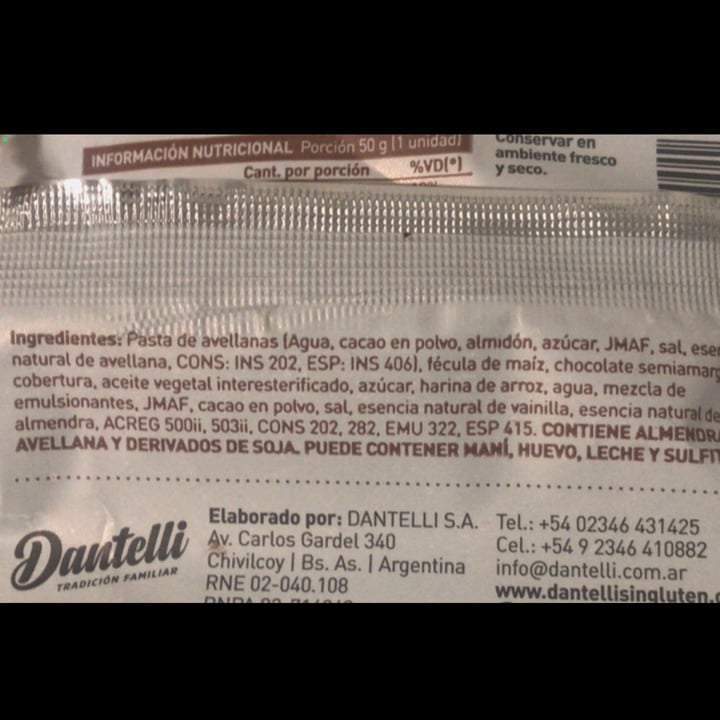 INFORMACIÓN NUTRICIONAL Porción 50 g (1 unidad)
Cant. por porción %VD(*)
Conservar en
ambiente fresco
y seco.
Ingredientes: Pasta de avellanas (Agua, cacao en polvo, almidón, azúcar, JMAF, sal, esen
natural de avellana, CONS: INS 202, ESP: INS 406), fécula de maíz, chocolate semiamarg
cobertura, aceite vegetal interesterificado, azúcar, harina de arroz, agua, mezcla de
emulsionantes, JMAF, cacao en polvo, sal, esencia natural de vainilla, esencia natural de
almendra, ACREG 500ii, 503ii, CONS 202, 282, EMU 322, ESP 415. CONTIENE ALMENDRA
AVELLANA Y DERIVADOS DE SOJA. PUEDE CONTENER MANÍ, HUEVO, LECHE Y SULFIT
Dantelli
TRADICIÓN FAMILIAR
Elaborado por: DANTELLI S.A.
Av. Carlos Gardel 340
Chivilcoy | Bs. As. | Argentina
RNE 02-040.108
Tel.: +54 02346 431425
Cel.: +54 9 2346 410882
info@dantelli.com.ar
www.dantellisingluten.c